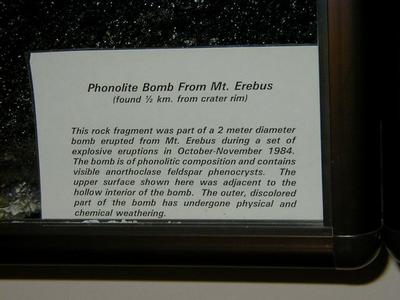 Phonolite Bomb From Mt. Erebus
(found ½ km. from crater rim)
This rock fragment was part of a 2 meter diameter
bomb erupted from Mt. Erebus during a set of
explosive eruptions in October-November 1984.
The bomb is of phonolitic composition and contains
visible anorthoclase feldspar phenocrysts. The
upper surface shown here was adjacent to the
hollow interior of the bomb. The outer, discolored
part of the bomb has undergone physical and
chemical weathering.